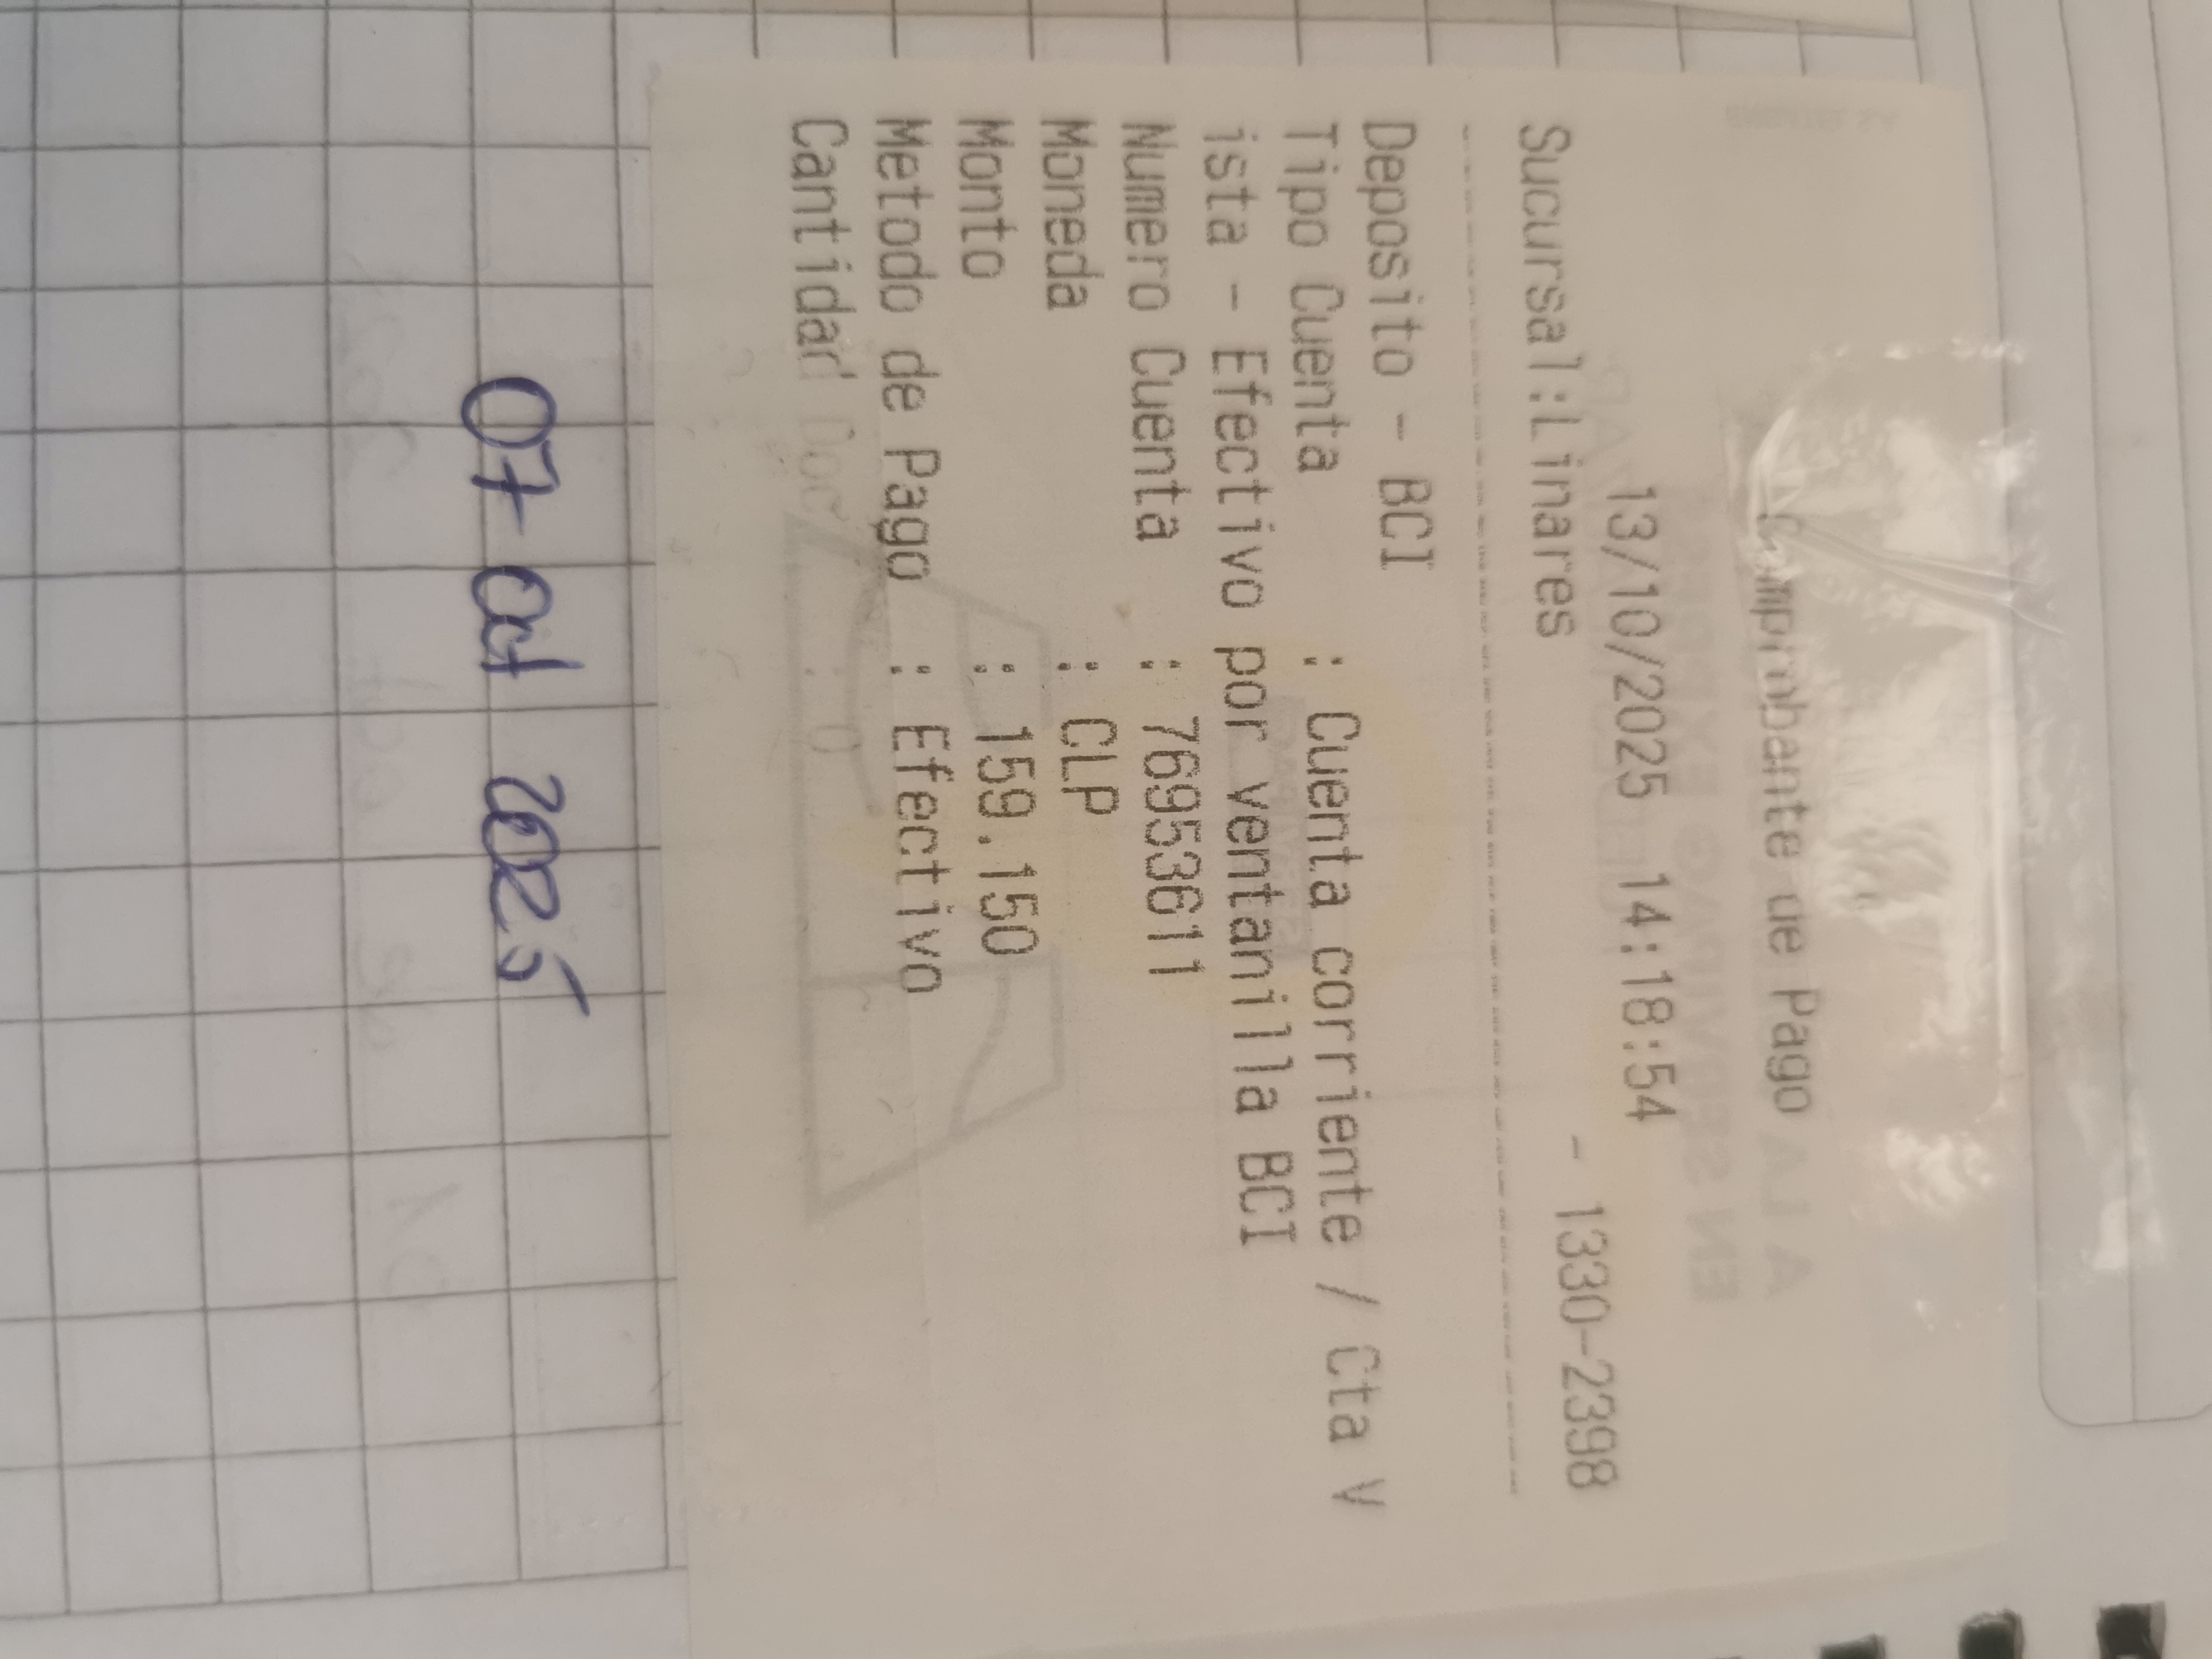 Comprobante de Pago
13/10/2025 14:18:54
Sucursal:Linares - 1330-2398
Deposito - BCI
Tipo Cuenta : Cuenta corriente / Cta V
ista - Efectivo por ventanilla BCI
Numero Cuenta : 76953611
Moneda : CLP
Monto : 159.150
Metodo de Pago : Efectivo
Cantidad Doc : 0
07 oct 2025